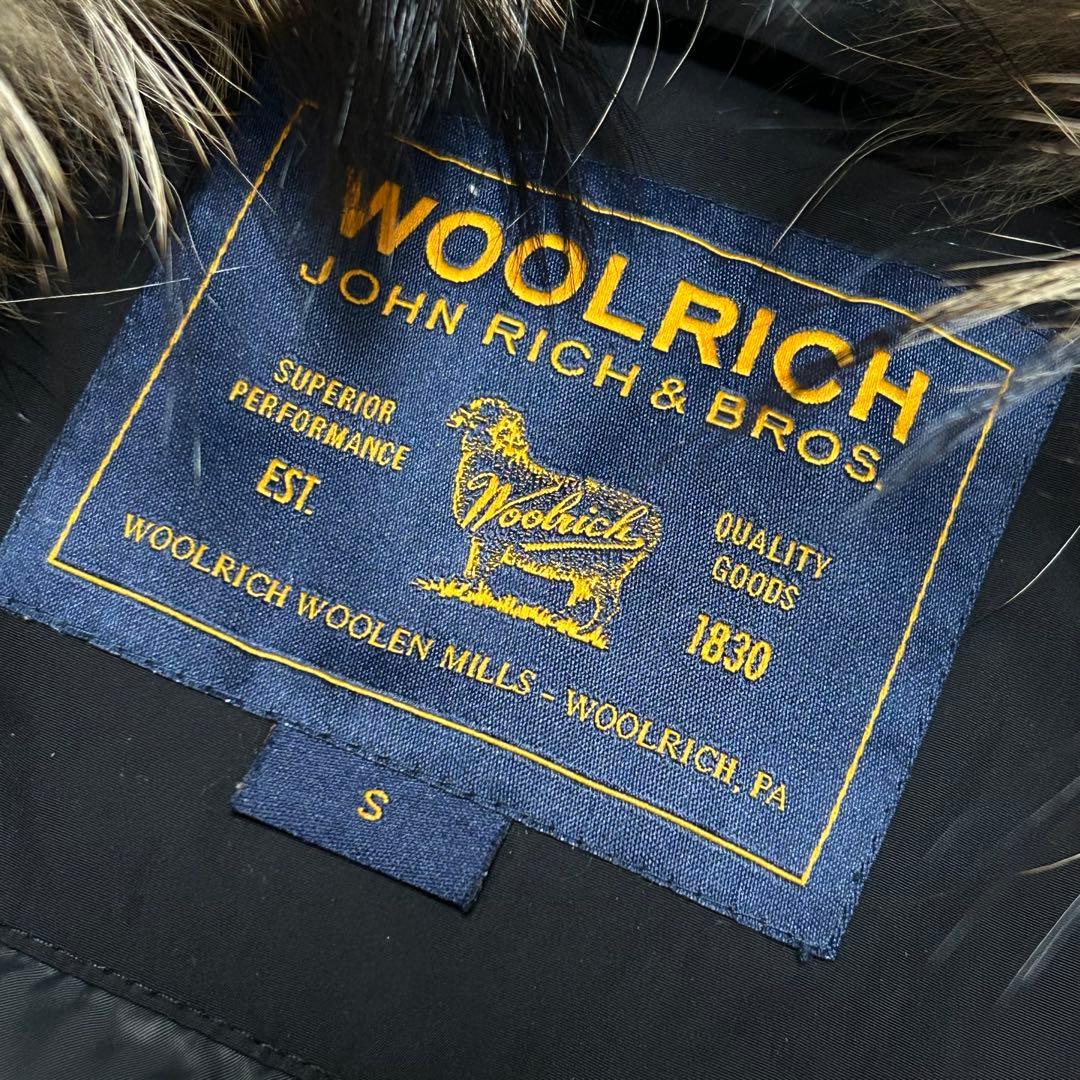 WOOLRICH
JOHN RICH & BROS.
SUPERIOR
PERFORMANCE
EST.
Woolrich
QUALITY
GOODS
1830
WOOLRICH WOOLEN MILLS - WOOLRICH, PA
S